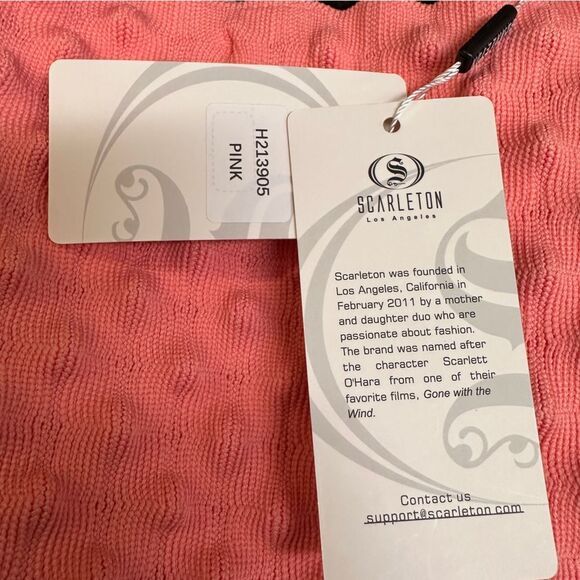 H213905
PINK
S
SCARLETON
Los Angeles
Scarleton was founded in
Los Angeles, California in
February 2011 by a mother
and daughter duo who are
passionate about fashion.
The brand was named after
the character Scarlett
O'Hara from one of their
favorite films, Gone with the
Wind.
Contact us
support@scarleton.com